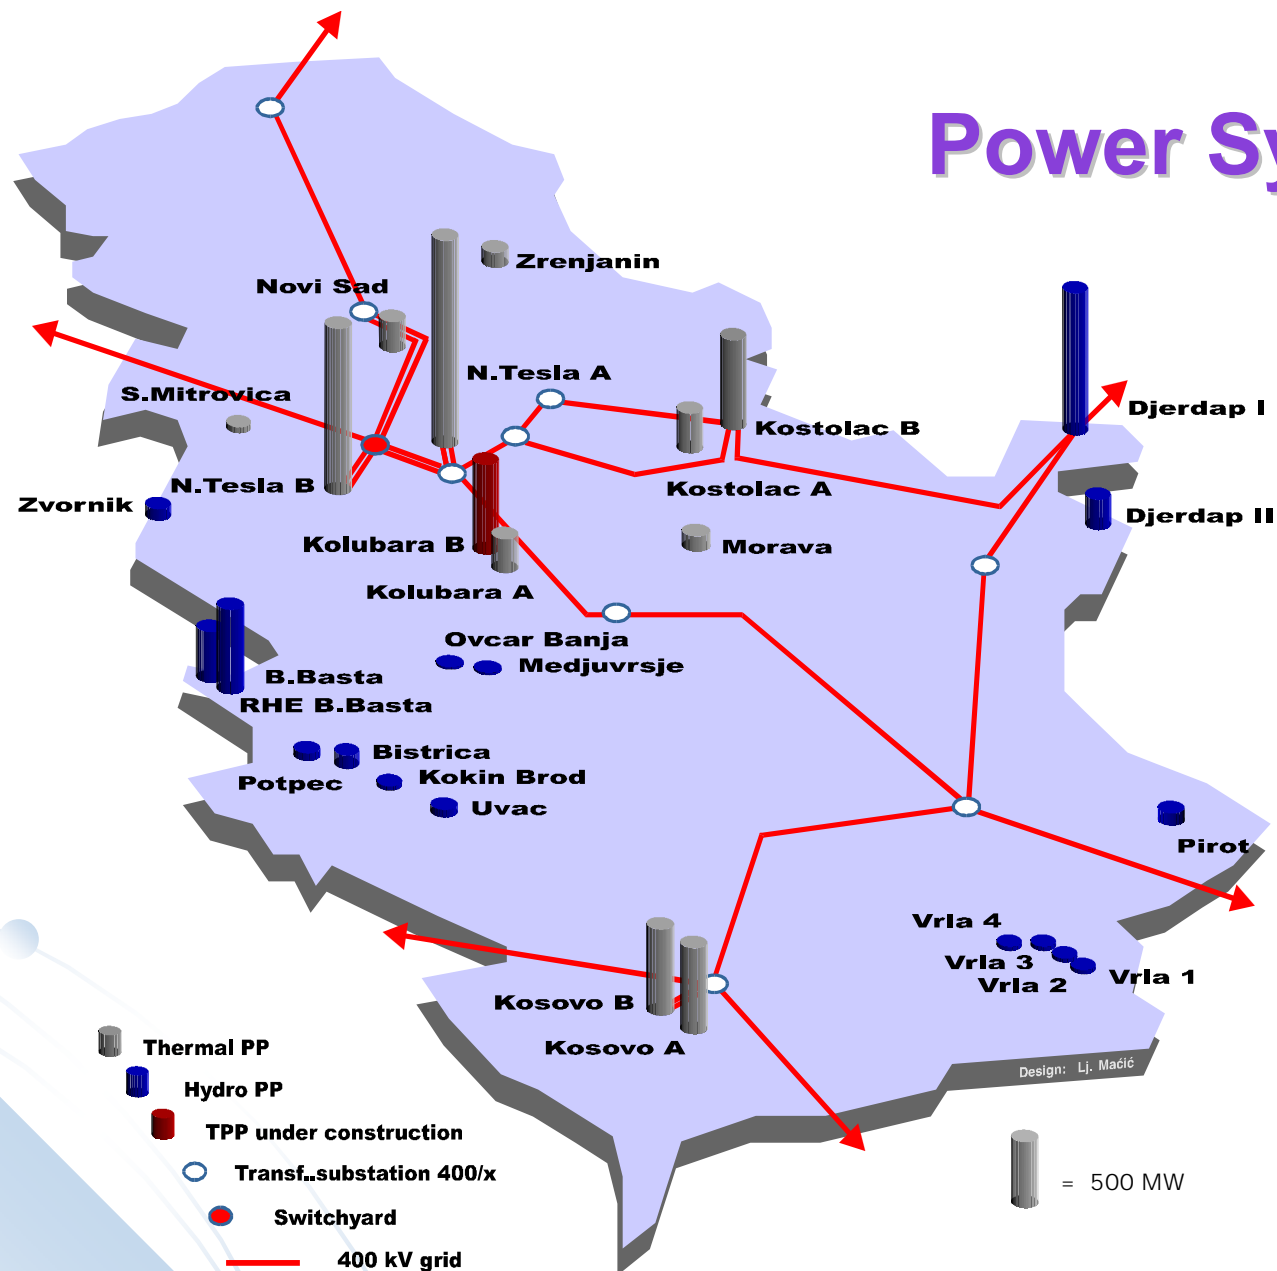 Power Sy
Zrenjanin
Novi Sad
N.Tesla A
S.Mitrovica
Djerdap I
Kostolac B
N.Tesla B
Kostolac A
Zvornik
Djerdap II
Kolubara B
Morava
Kolubara A
Ovcar Banja
Medjuvrsje
B.Basta
RHE B.Basta
Bistrica
Potpec
Kokin Brod
Uvac
Pirot
Vrla 4
Vrla 3
Vrla 2
Vrla 1
Kosovo B
Kosovo A
Design: Lj. Maćić
Thermal PP
Hydro PP
TPP under construction
Transf..substation 400/x
Switchyard
400 kV grid
= 500 MW